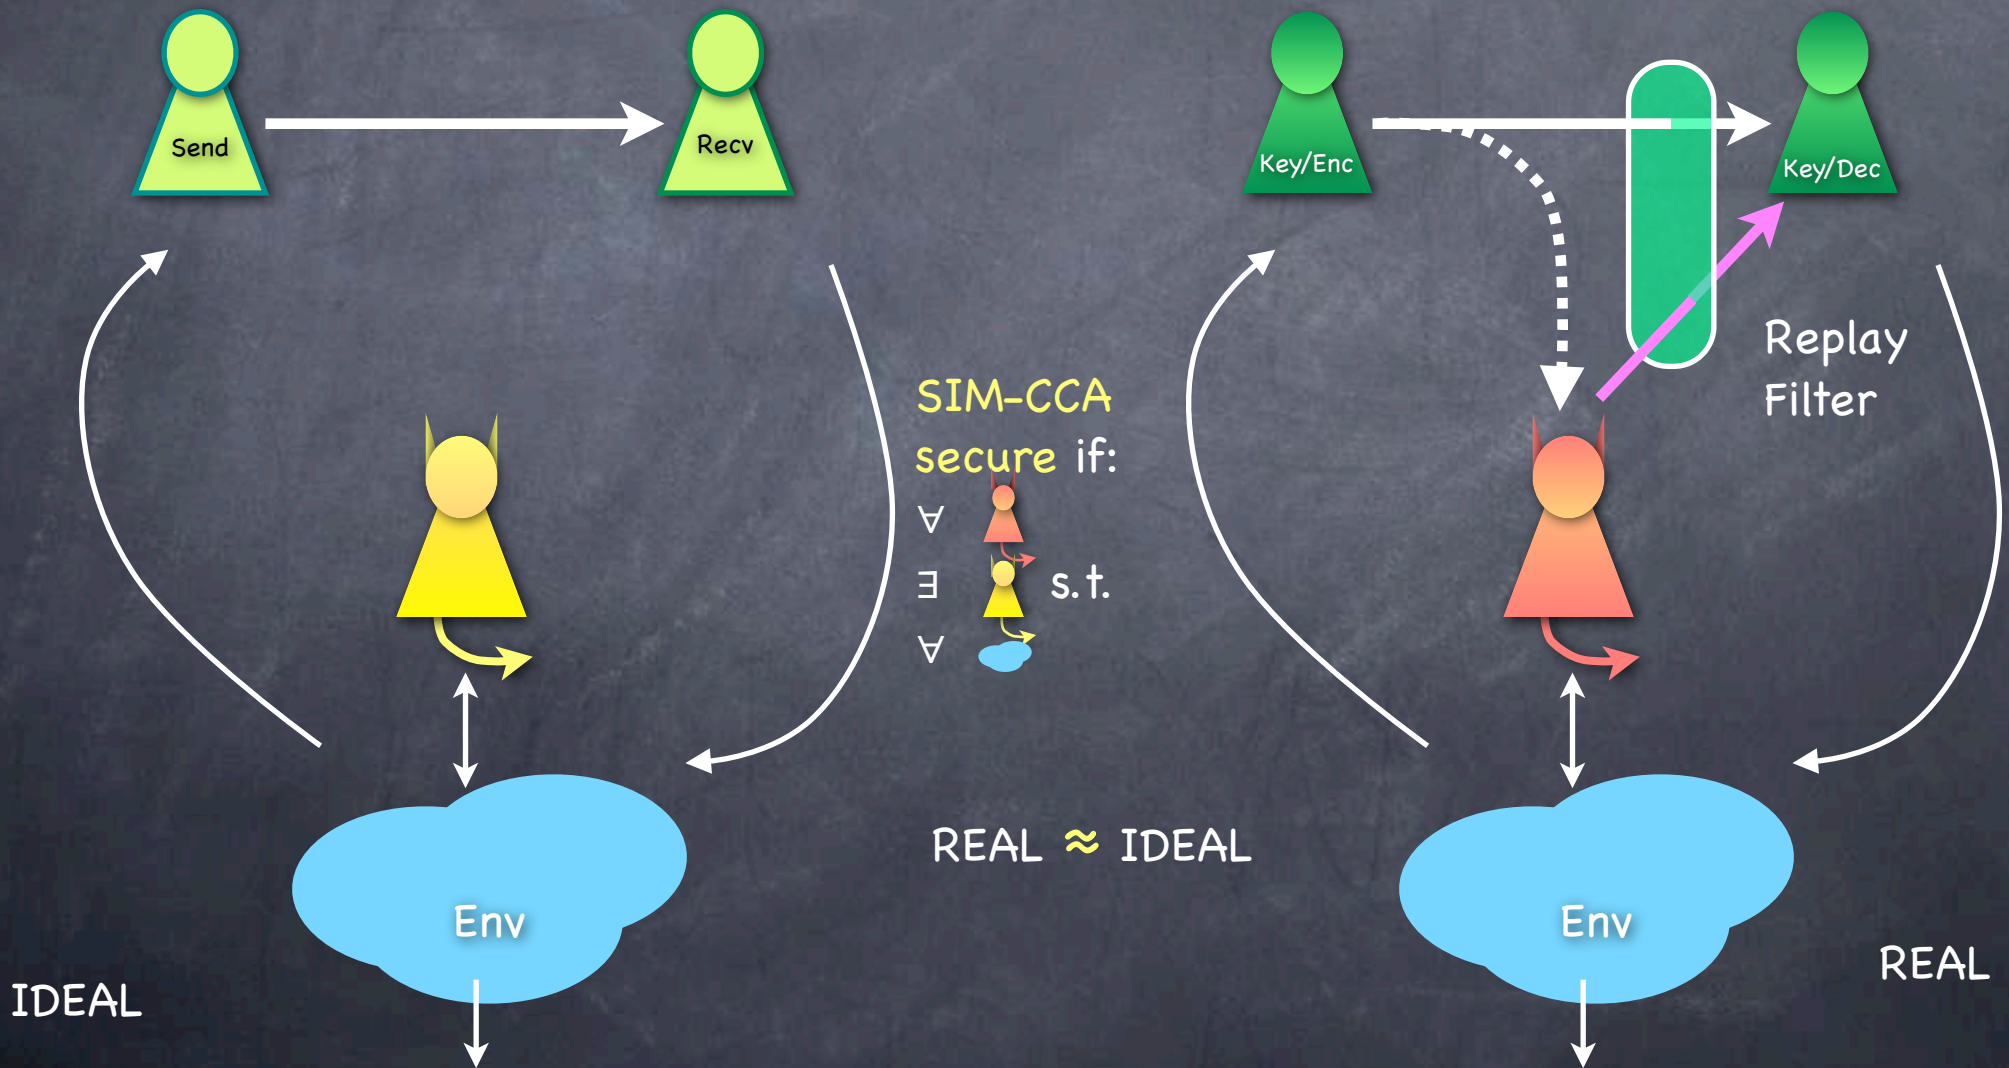 Send
Recv
Key/Enc
Key/Dec
Replay
Filter
SIM-CCA
secure if:
∀
∃ s.t.
∀
REAL ≈ IDEAL
Env
Env
IDEAL
REAL